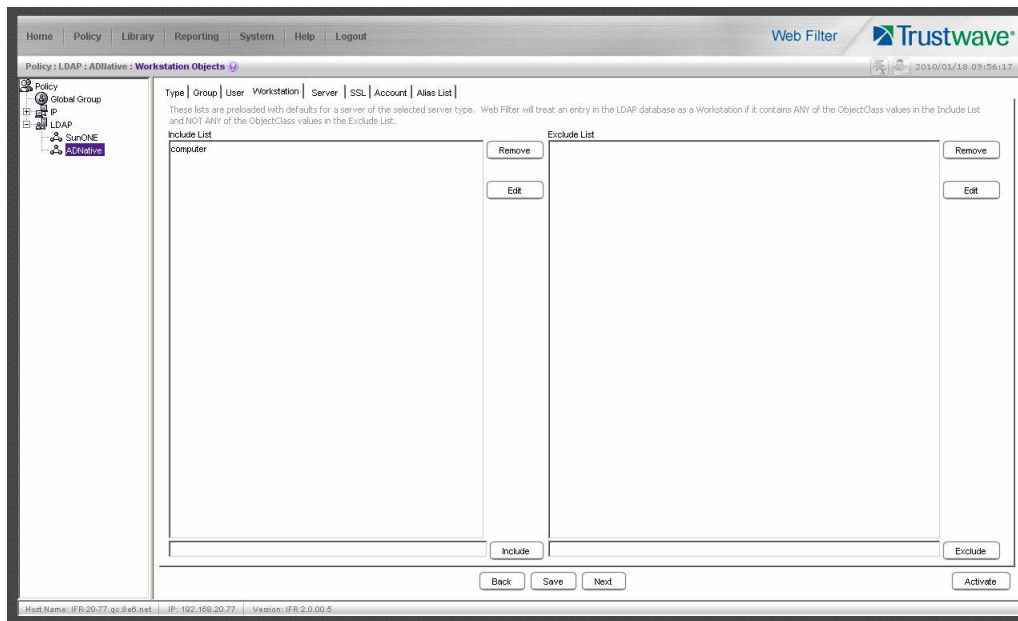 Home Policy Library Reporting System Help Logout
Web Filter
Trustwave®
Policy : LDAP : ADNative : Workstation Objects
2010/01/18 09:56:17
Policy
Global Group
IP
LDAP
SunONE
ADNative
Type Group User Workstation Server SSL Account Alias List
These lists are preloaded with defaults for a server of the selected server type. Web Filter will treat an entry in the LDAP database as a Workstation if it contains ANY of the ObjectClass values in the Include List
and NOT ANY of the ObjectClass values in the Exclude List.
Include List
Exclude List
computer
Remove
Remove
Edit
Edit
Include
Exclude
Back Save Next
Activate
Host Name: IFR-20-77.qc.8e6.net IP: 192.168.20.77 Version: IFR 2.0.00.5